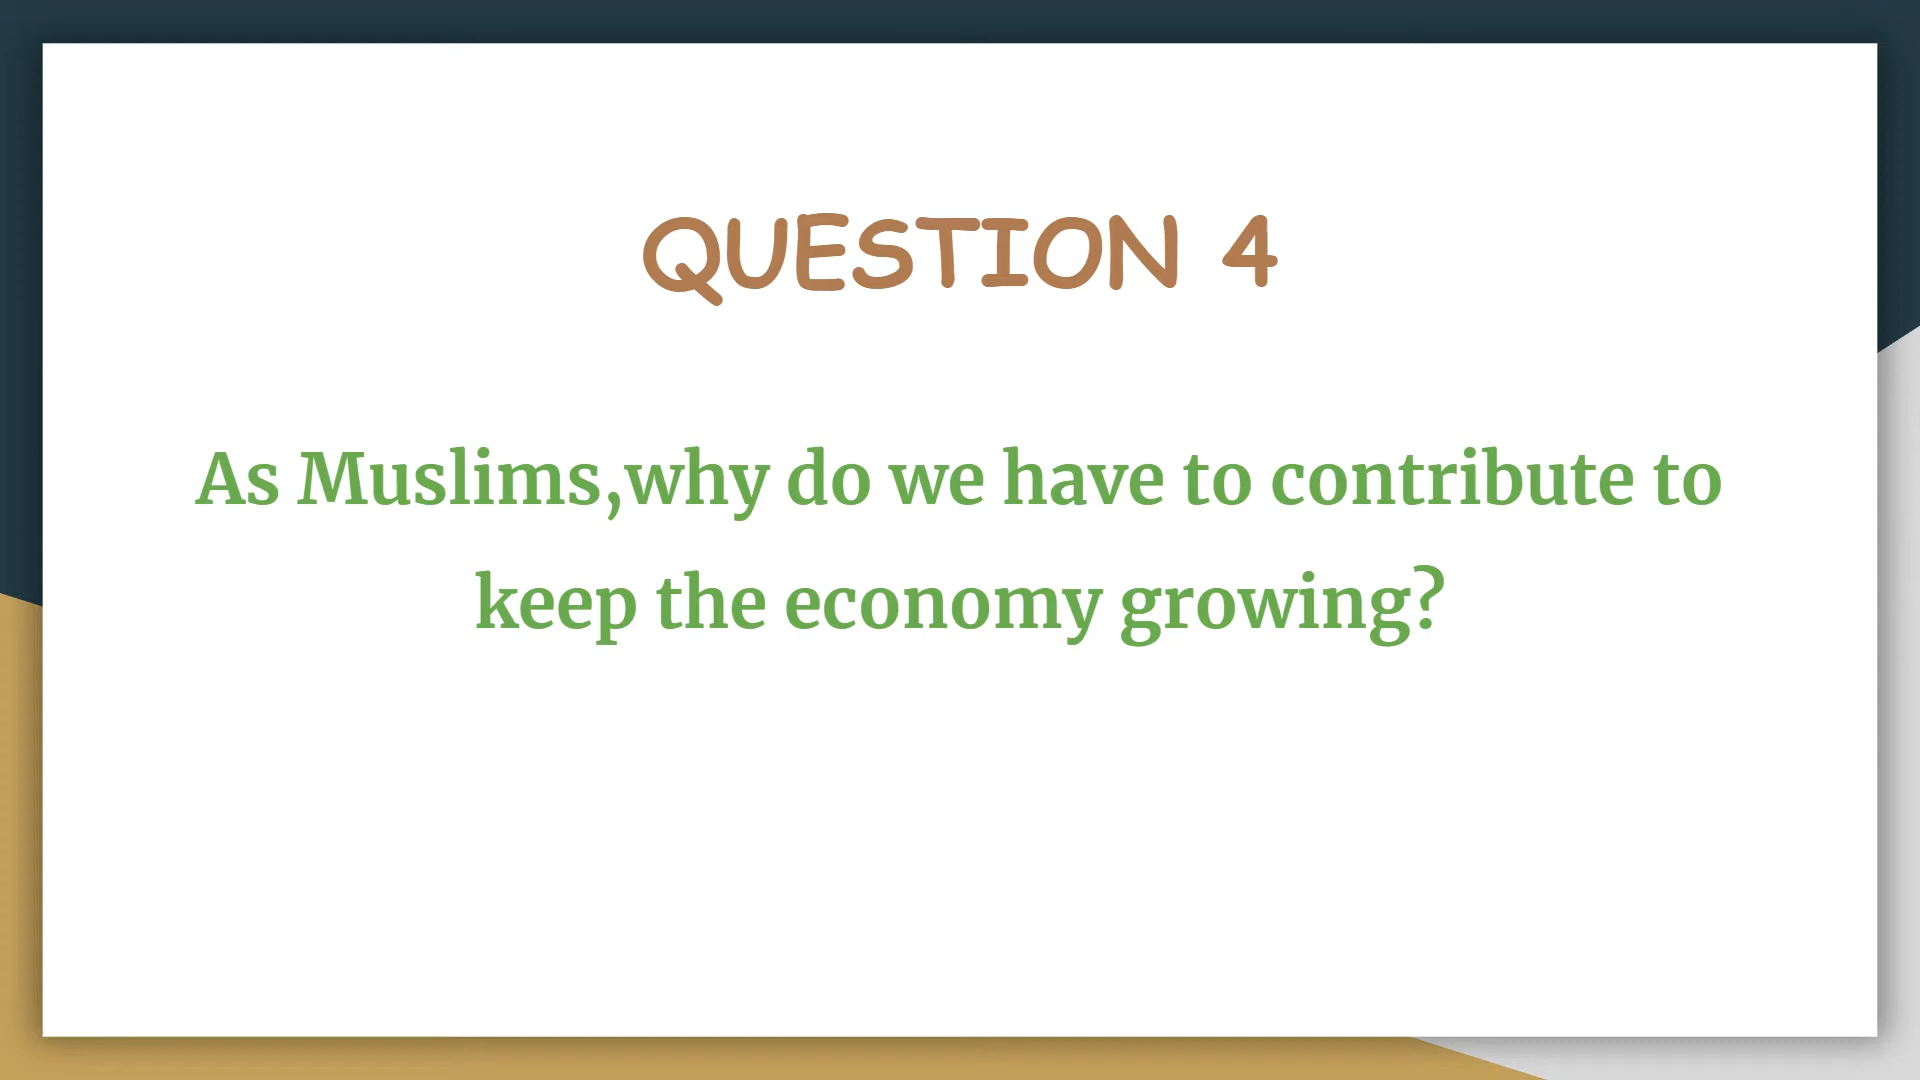 QUESTION 4
As Muslims,why do we have to contribute to
keep the economy growing?